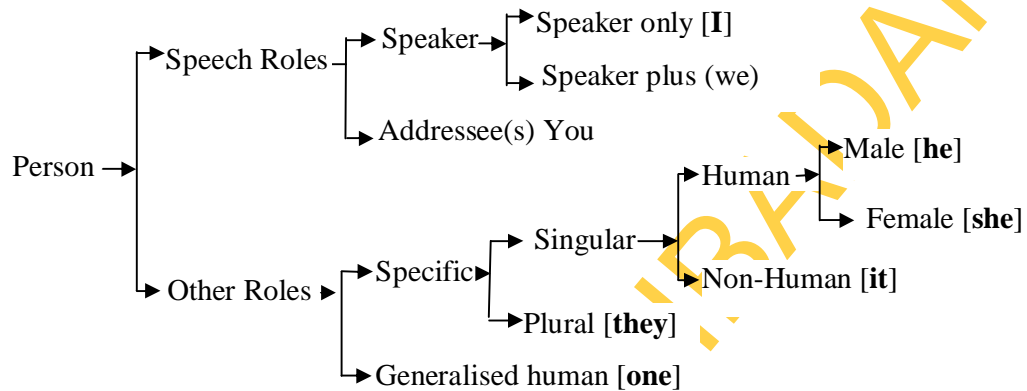 Speaker only [I]
Speaker
Speech Roles
Speaker plus (we)
Addressee(s) You
Male [he]
Person
Human
Female [she]
Singular
Specific
Non-Human [it]
Other Roles
Plural [they]
Generalised human [one]